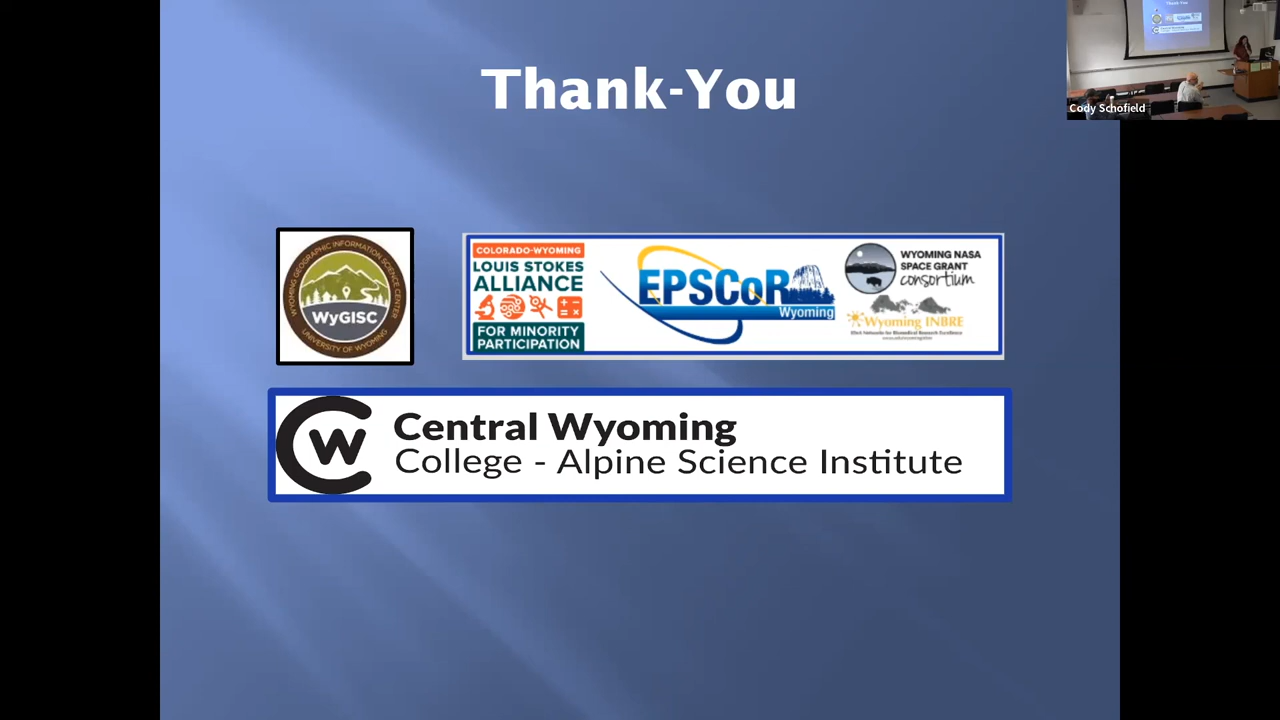 Thank-You
Cody Schofield
WYOMING GEOGRAPHIC INFORMATION SCIENCE CENTER
WyGISC
UNIVERSITY OF WYOMING
COLORADO-WYOMING
LOUIS STOKES
ALLIANCE
FOR MINORITY
PARTICIPATION
EPSCoR
Wyoming
WYOMING NASA
SPACE GRANT
consortium
Wyoming INBRE
CW
Central Wyoming
College - Alpine Science Institute